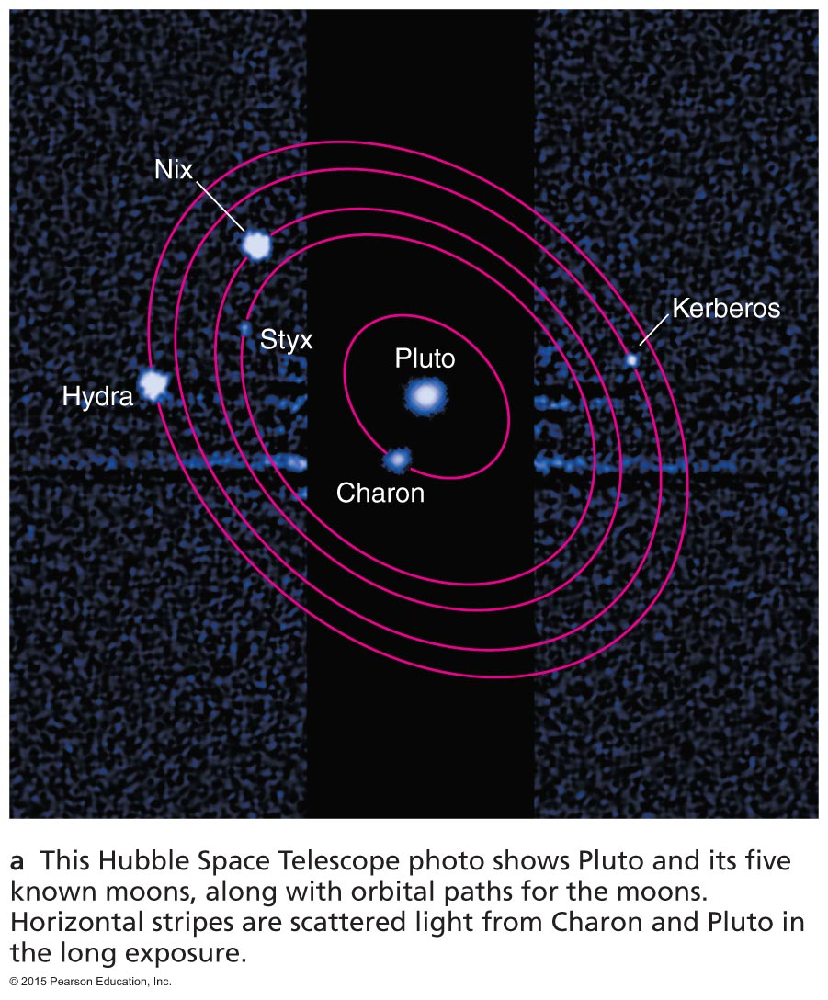 Nix
Kerberos
Styx
Pluto
Hydra
Charon
a This Hubble Space Telescope photo shows Pluto and its five
known moons, along with orbital paths for the moons.
Horizontal stripes are scattered light from Charon and Pluto in
the long exposure.
© 2015 Pearson Education, Inc.